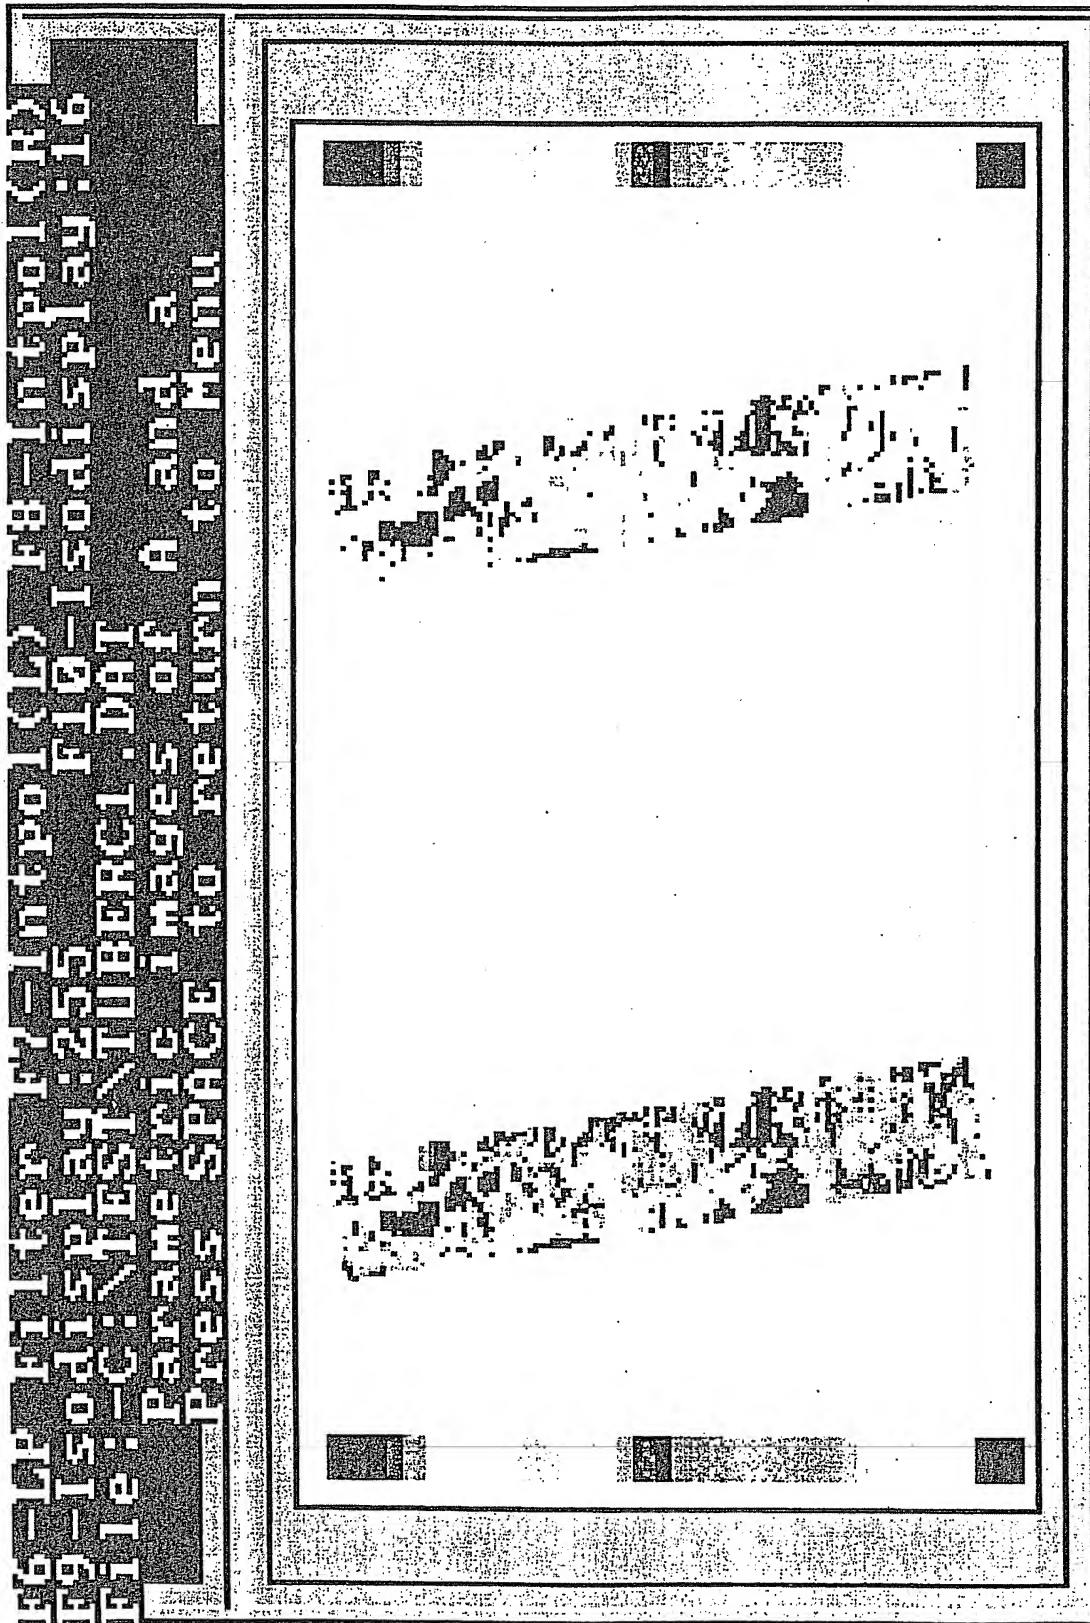 F6-LP Filter F7-Intpol(L) F8-Intpol(H)
F9-Isodisplay:255 F10-Isodisplay:16
File:-C:\TEST\TUBERC1.DAT
Parametric images of A and a
Press SPACE to return to Menu